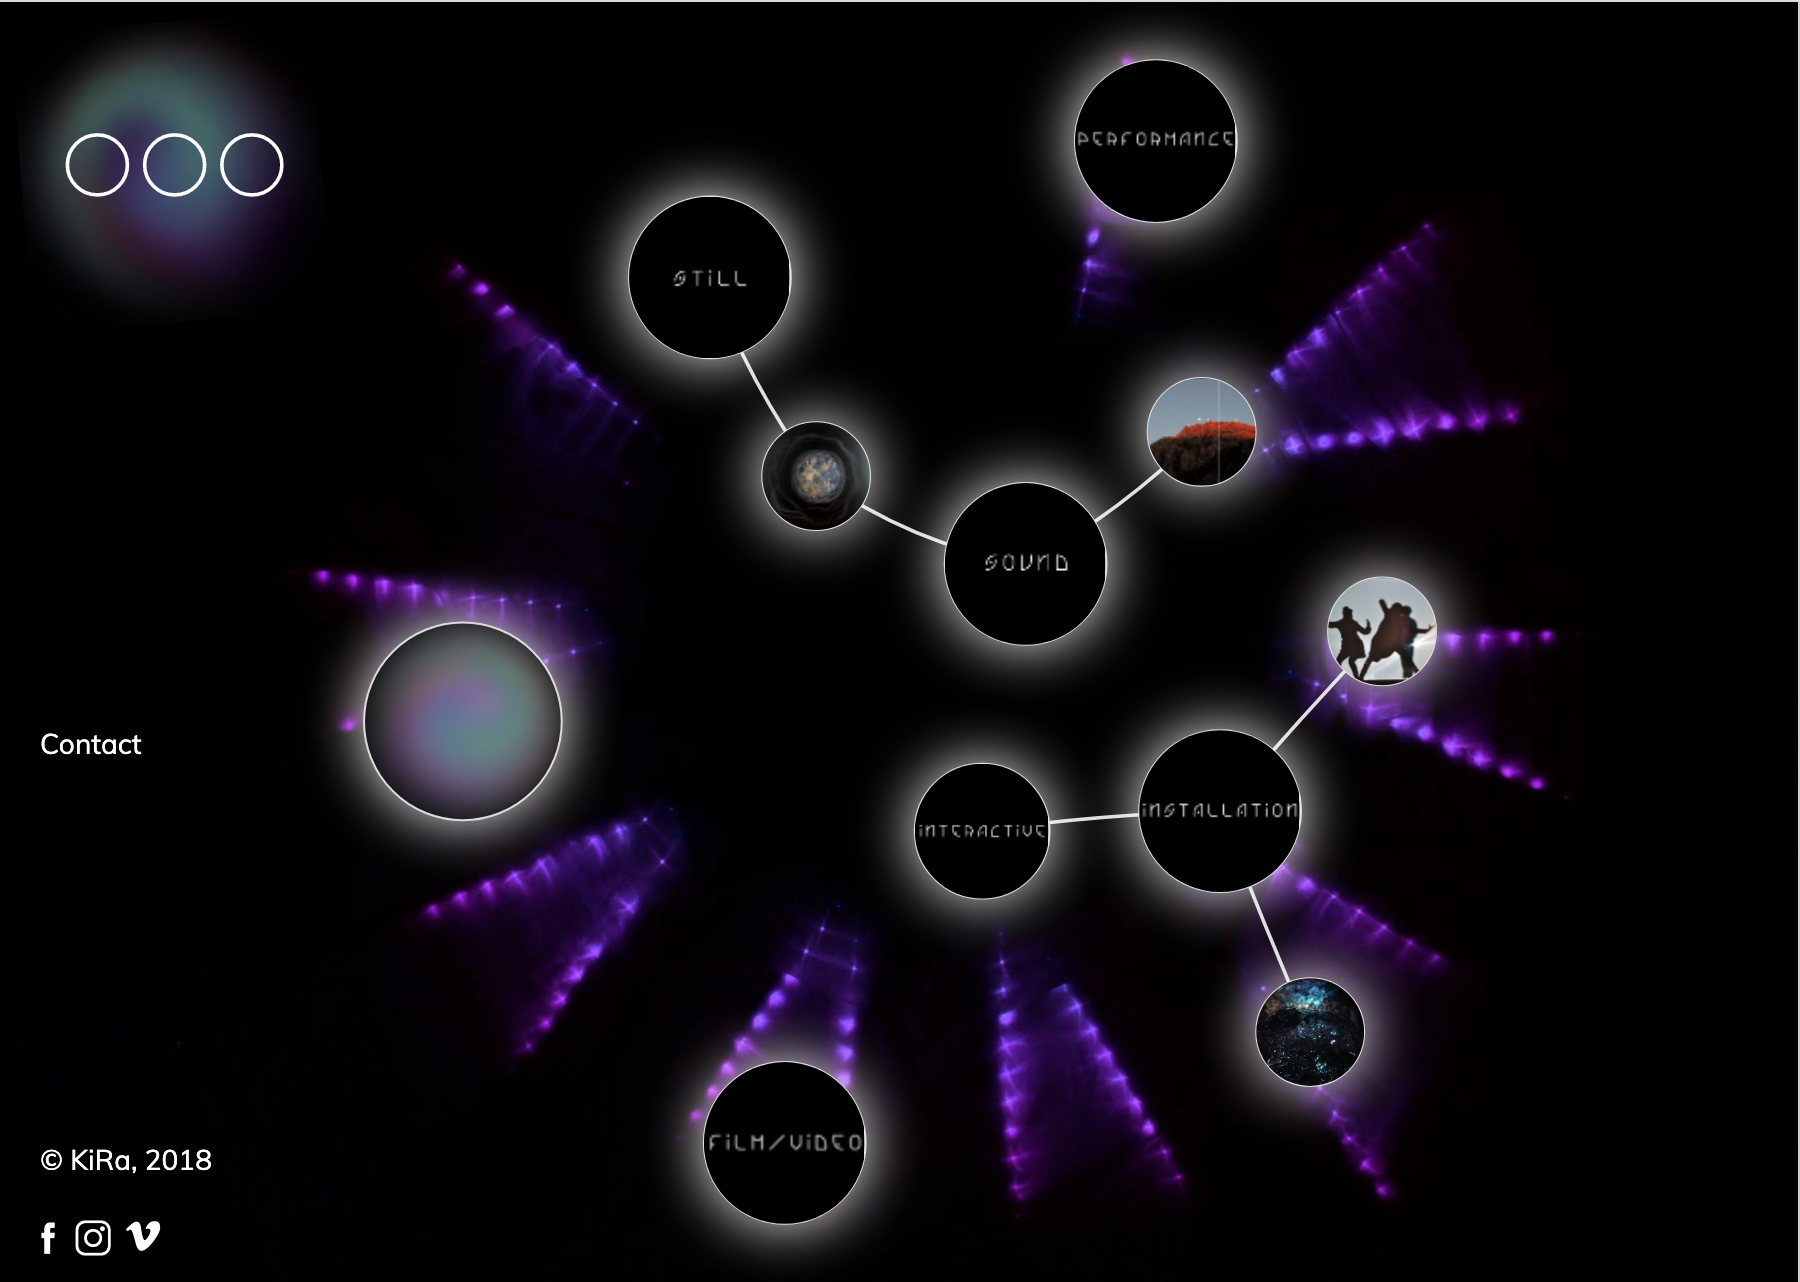 PERFORMANCE
STiLL
SOUND
iNSTALLATiON
iNTERACTiVE
Contact
FiLM/ViDEO
© KiRa, 2018